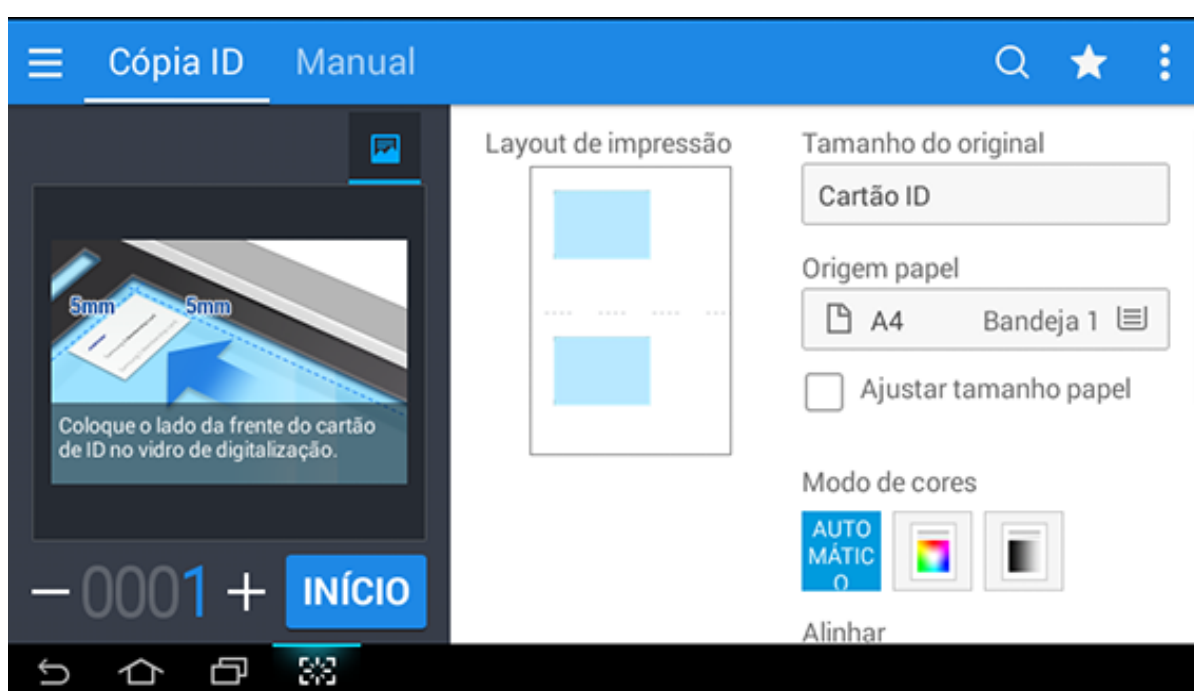 Cópia ID
Manual
Layout de impressão
Tamanho do original
Cartão ID
5mm
5mm
Origem papel
A4
Bandeja 1
Coloque o lado da frente do cartão
de ID no vidro de digitalização.
Ajustar tamanho papel
Modo de cores
AUTO
MÁTIC
O
0001
INÍCIO
Alinhar